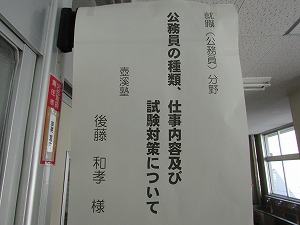 就職（公務員）分野
公務員の種類、仕事内容及び
試験対策について
壺溪塾
後藤 和孝 様